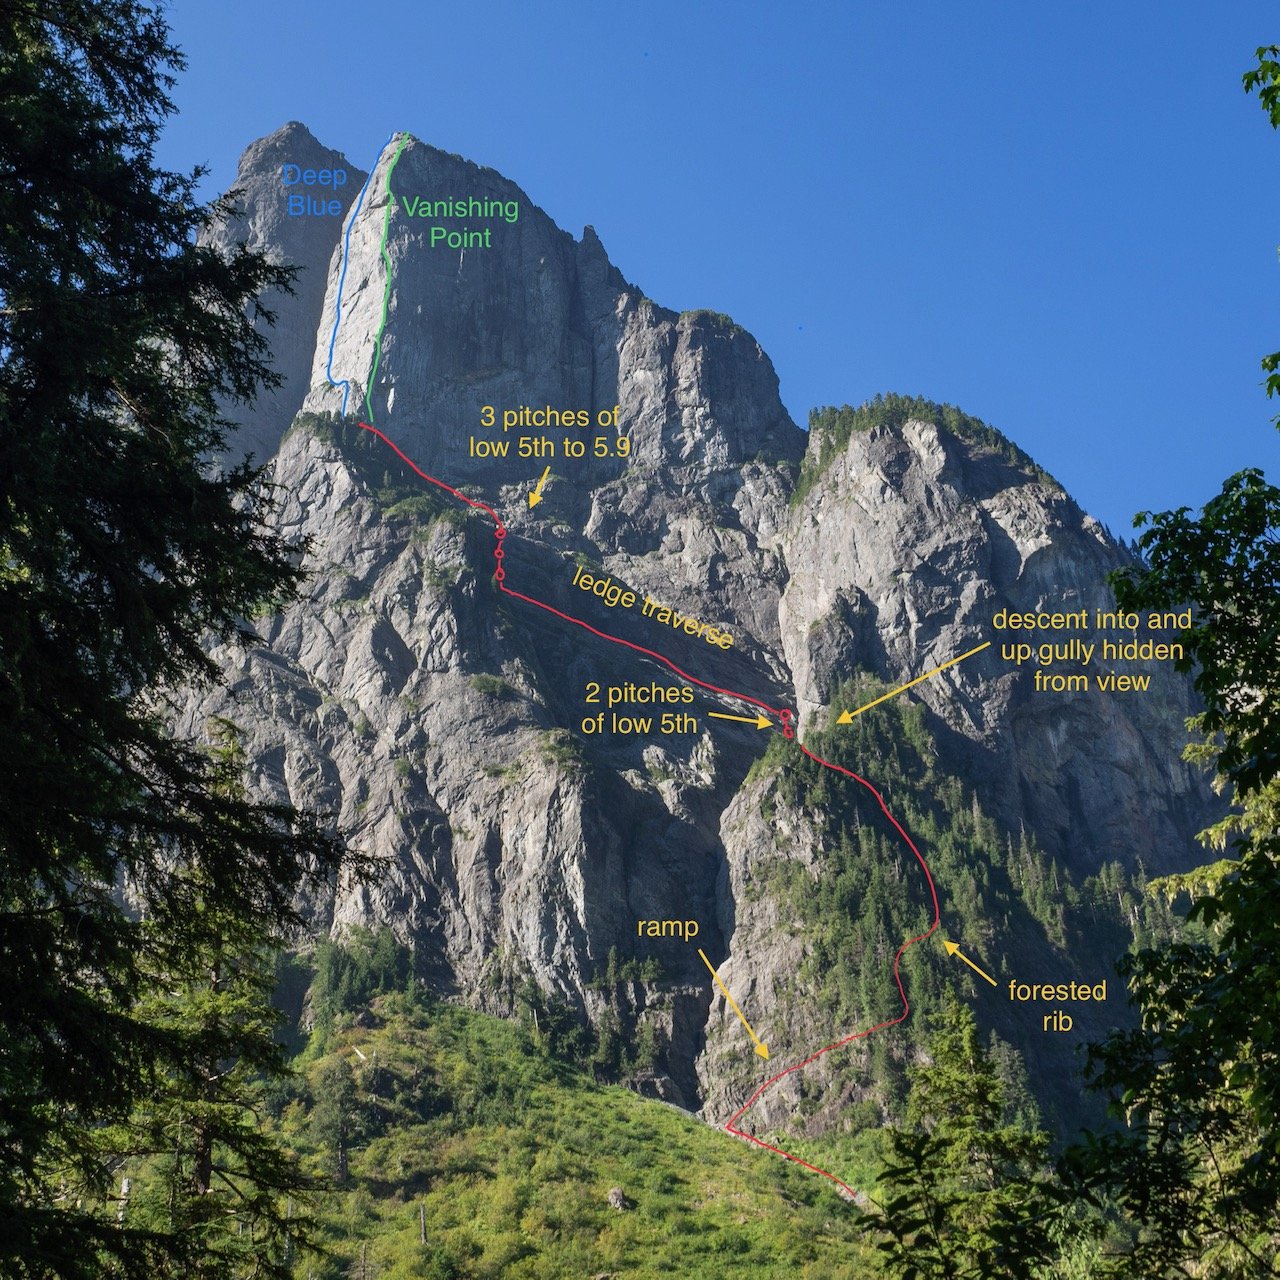 Deep
Blue
Vanishing
Point
3 pitches of
low 5th to 5.9
ledge traverse
descent into and
up gully hidden
from view
2 pitches
of low 5th
ramp
forested
rib